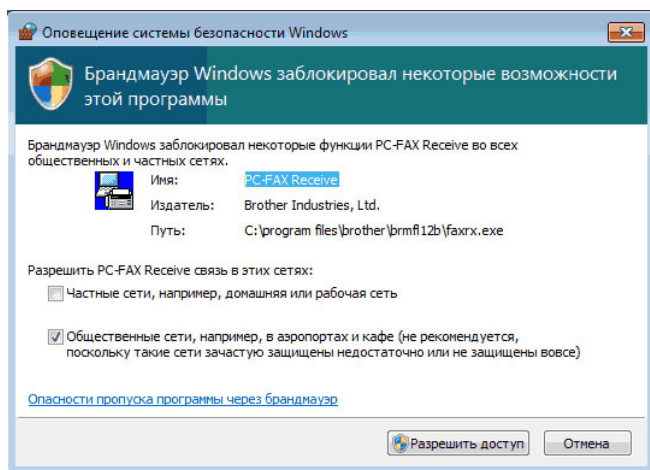 Оповещение системы безопасности Windows
Брандмауэр Windows заблокировал некоторые возможности
этой программы
Брандмауэр Windows заблокировал некоторые функции PC-FAX Receive во всех
общественных и частных сетях.
Имя: PC-FAX Receive
Издатель: Brother Industries, Ltd.
Путь: C:\program files\brother\brmfl12b\faxrx.exe
Разрешить PC-FAX Receive связь в этих сетях:
Частные сети, например, домашняя или рабочая сеть
Общественные сети, например, в аэропортах и кафе (не рекомендуется,
поскольку такие сети зачастую защищены недостаточно или не защищены вовсе)
Опасности пропуска программы через брандмауэр
Разрешить доступ Отмена